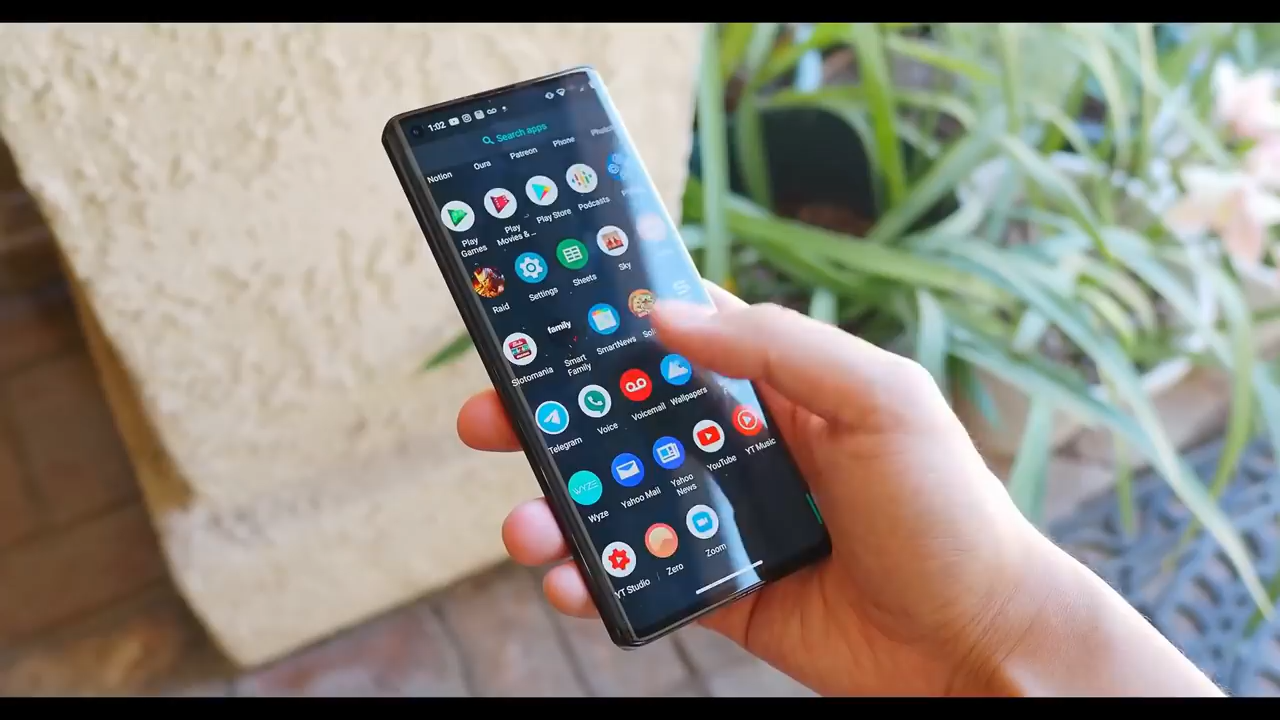 1:02
Search apps
Notion
Oura
Patreon
Phone
Play
Games
Play
Movies & ...
Play Store
Podcasts
Raid
Settings
Sheets
Sky
Slotomania
family
Smart
Family
SmartNews
Telegram
Voice
Voicemail
Wallpapers
WYZE
Wyze
Yahoo Mail
Yahoo
News
YouTube
YT Music
YT Studio
Zero
Zoom